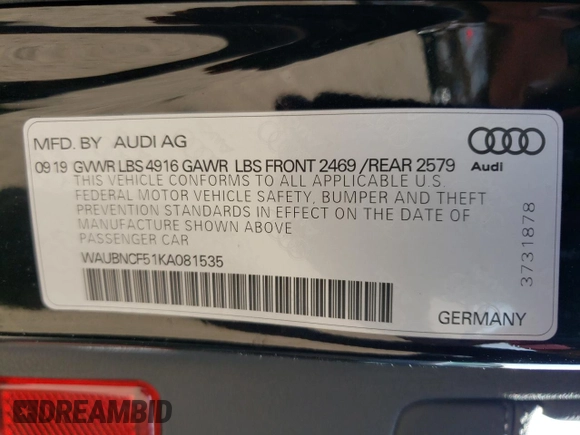 MFD. BY AUDI AG
09 19 GVWR LBS 4916 GAWR LBS FRONT 2469 / REAR 2579
Audi
THIS VEHICLE CONFORMS TO ALL APPLICABLE U.S.
FEDERAL MOTOR VEHICLE SAFETY, BUMPER AND THEFT
PREVENTION STANDARDS IN EFFECT ON THE DATE OF
MANUFACTURE SHOWN ABOVE
PASSENGER CAR
WAUBNCF51KA081535
3731878
GERMANY
DREAMBID